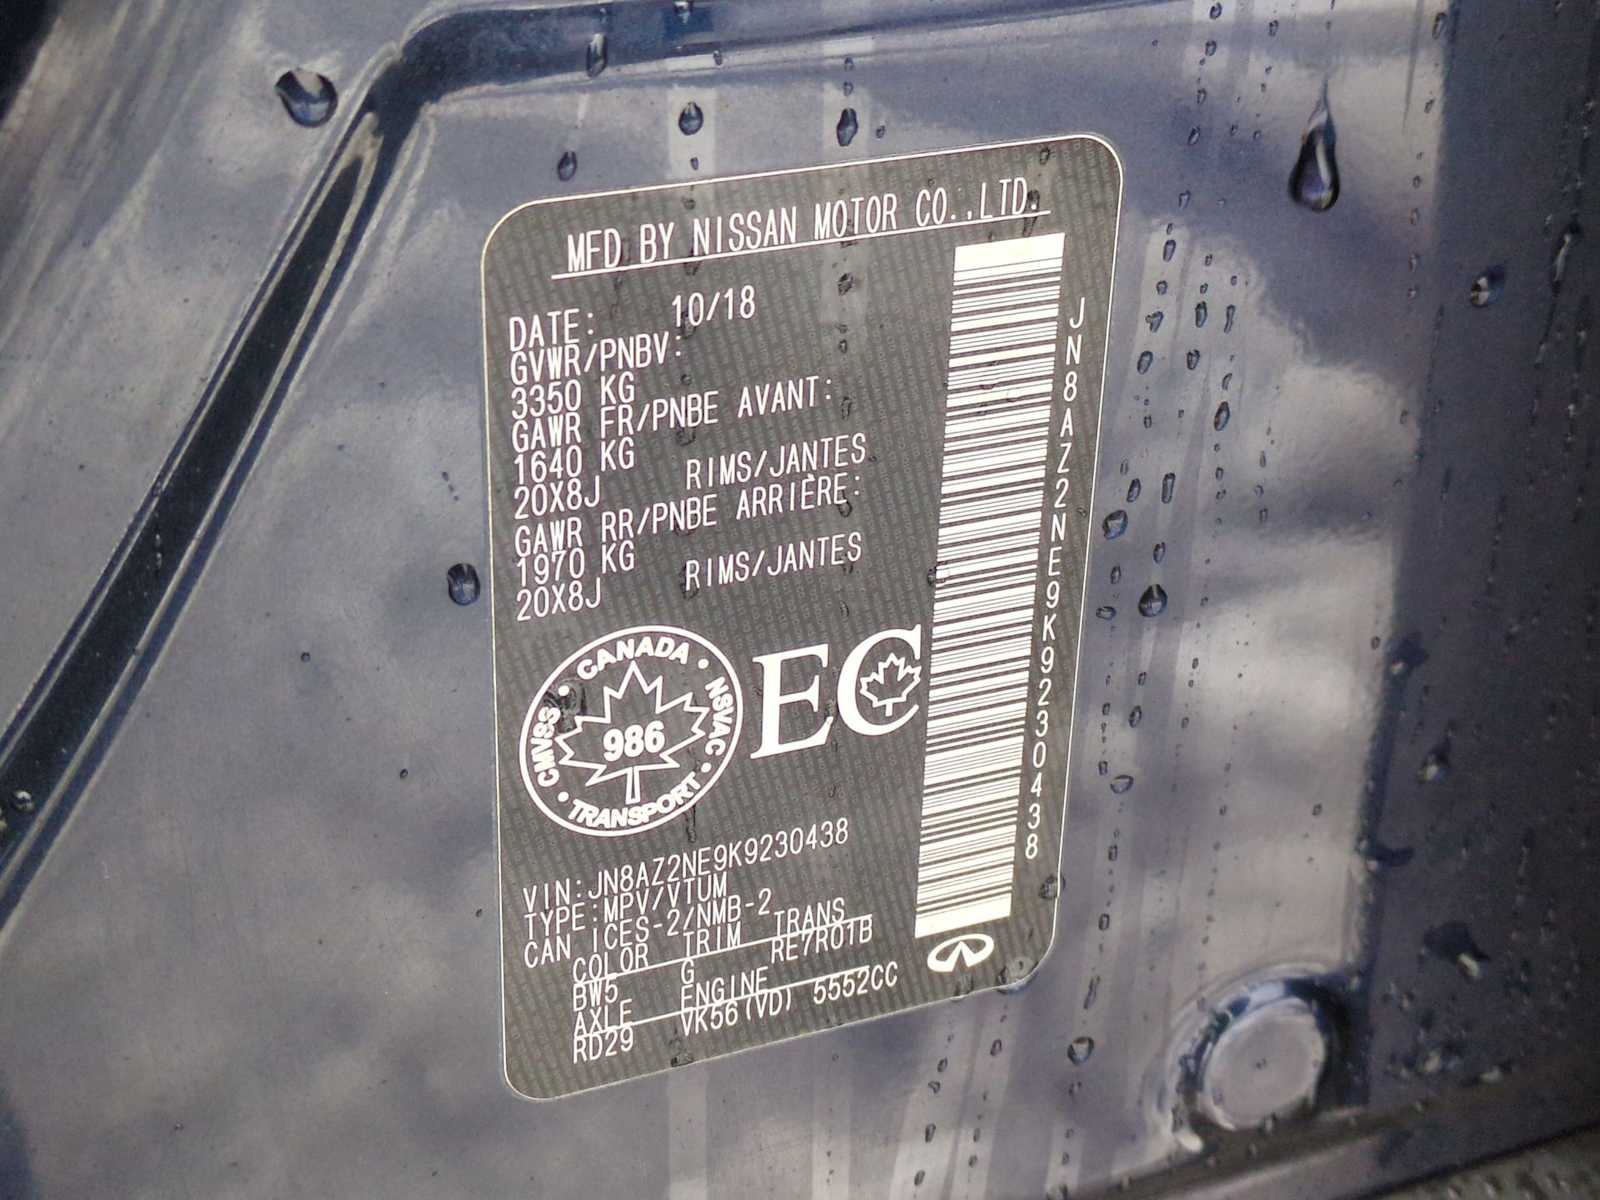 MFD BY NISSAN MOTOR CO.,LTD.
DATE: 10/18
GVWR/PNBV:
3350 KG
GAWR FR/PNBE AVANT:
1640 KG
20X8J RIMS/JANTES
GAWR RR/PNBE ARRIÈRE:
1970 KG
20X8J RIMS/JANTES
CANADA
CMVSS
NSVAC
986
TRANSPORT
EC
VIN:JN8AZ2NE9K9230438
TYPE:MPV/VTUM
CAN ICES-2/NMB-2
COLOR TRIM TRANS
BW5 G RE7R01B
AXLE ENGINE
RD29 VK56(VD) 5552CC
JN8AZ2NE9K9230438